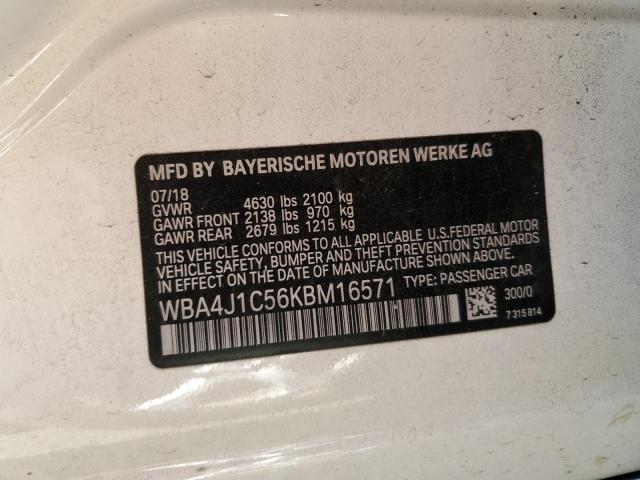 MFD BY BAYERISCHE MOTOREN WERKE AG
07/18
GVWR 4630 lbs 2100 kg
GAWR FRONT 2138 lbs 970 kg
GAWR REAR 2679 lbs 1215 kg
THIS VEHICLE CONFORMS TO ALL APPLICABLE U.S.FEDERAL MOTOR
VEHICLE SAFETY, BUMPER AND THEFT PREVENTION STANDARDS
IN EFFECT ON THE DATE OF MANUFACTURE SHOWN ABOVE.
WBA4J1C56KBM16571 TYPE: PASSENGER CAR
300/0
7 315 814